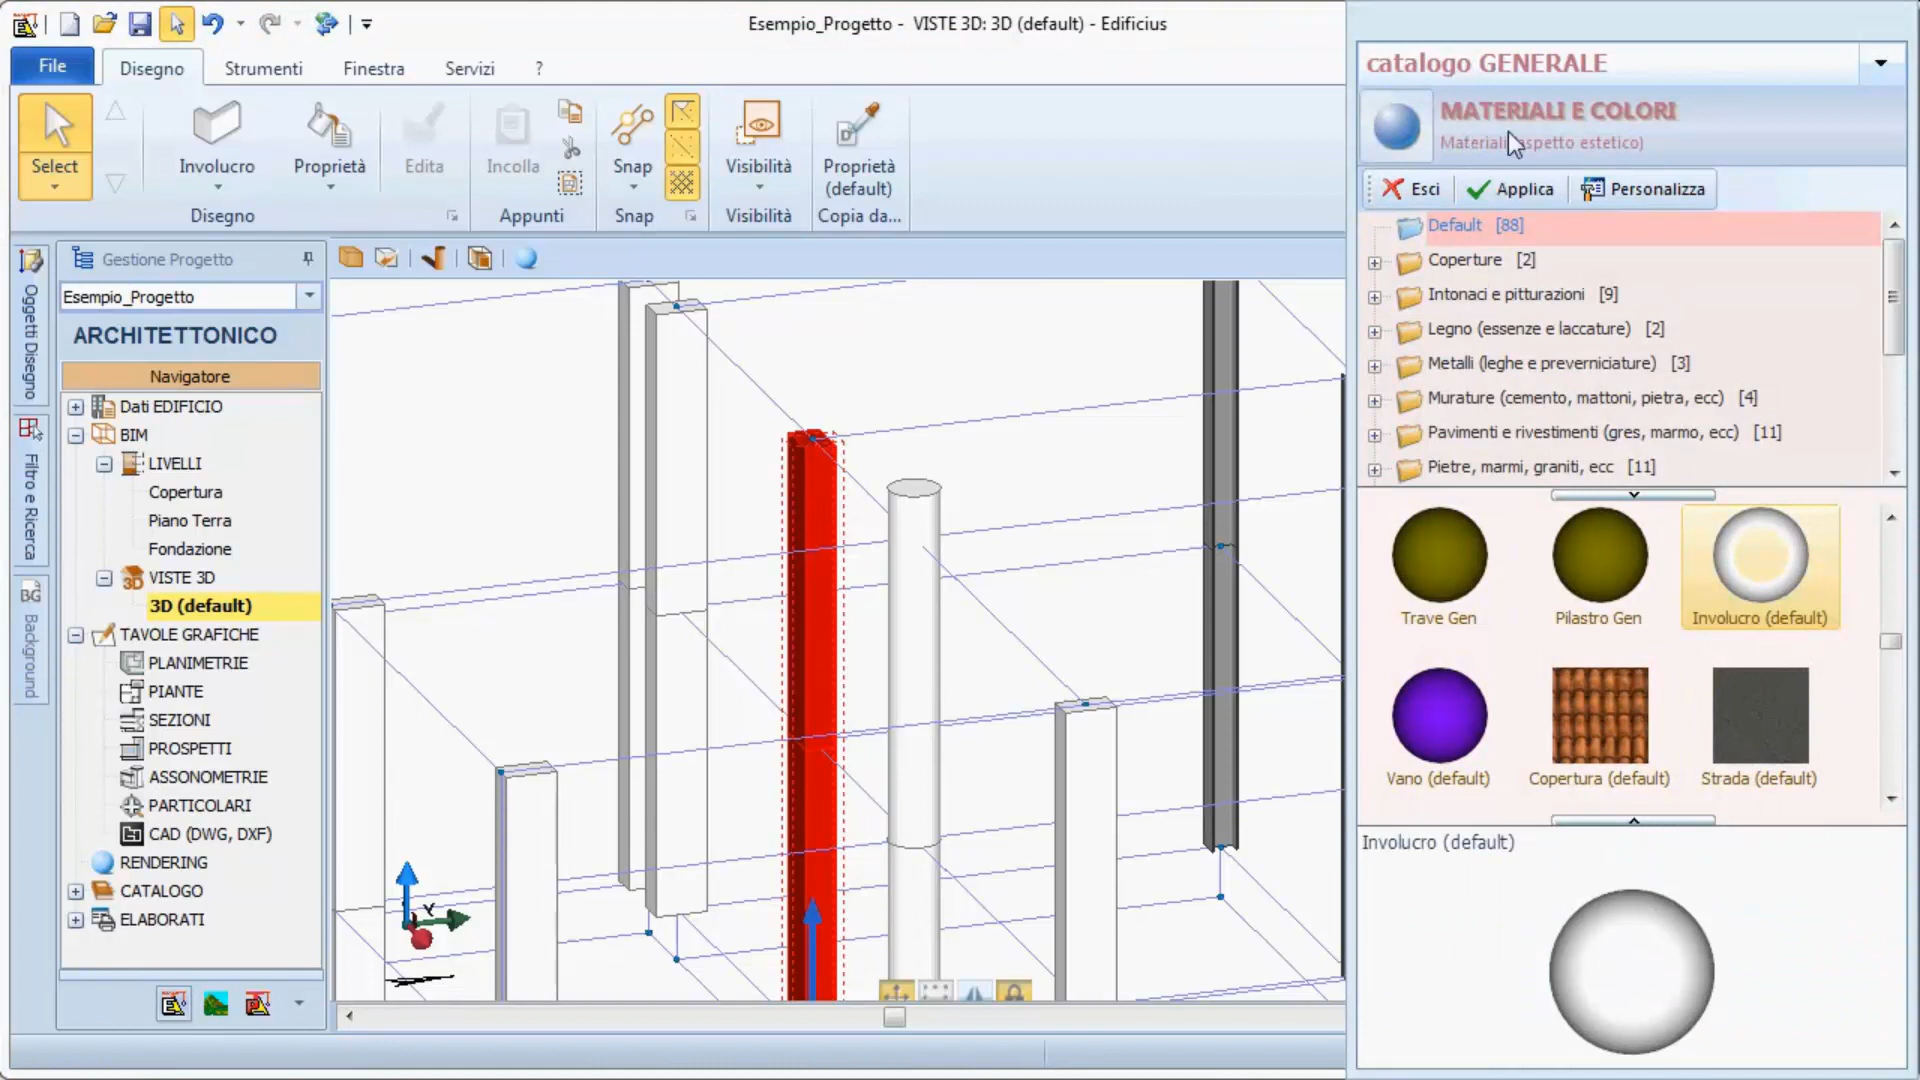 Esempio_Progetto - VISTE 3D: 3D (default) - Edificius
File
Disegno
Strumenti
Finestra
Servizi
?
Select
Involucro
Proprietà
Edita
Disegno
Incolla
Appunti
Snap
Snap
Visibilità
Visibilità
Proprietà
(default)
Copia da...
Oggetti Disegno
Filtro e Ricerca
BG
Background
Gestione Progetto
Esempio_Progetto
ARCHITETTONICO
Navigatore
Dati EDIFICIO
BIM
LIVELLI
Copertura
Piano Terra
Fondazione
VISTE 3D
3D (default)
TAVOLE GRAFICHE
PLANIMETRIE
PIANTE
SEZIONI
PROSPETTI
ASSONOMETRIE
PARTICOLARI
CAD (DWG, DXF)
RENDERING
CATALOGO
ELABORATI
Y
catalogo GENERALE
MATERIALI E COLORI
Materiali aspetto estetico)
Esci
Applica
Personalizza
Default [88]
Coperture [2]
Intonaci e pitturazioni [9]
Legno (essenze e laccature) [2]
Metalli (leghe e preverniciature) [3]
Murature (cemento, mattoni, pietra, ecc) [4]
Pavimenti e rivestimenti (gres, marmo, ecc) [11]
Pietre, marmi, graniti, ecc [11]
Trave Gen
Pilastro Gen
Involucro (default)
Vano (default)
Copertura (default)
Strada (default)
Involucro (default)